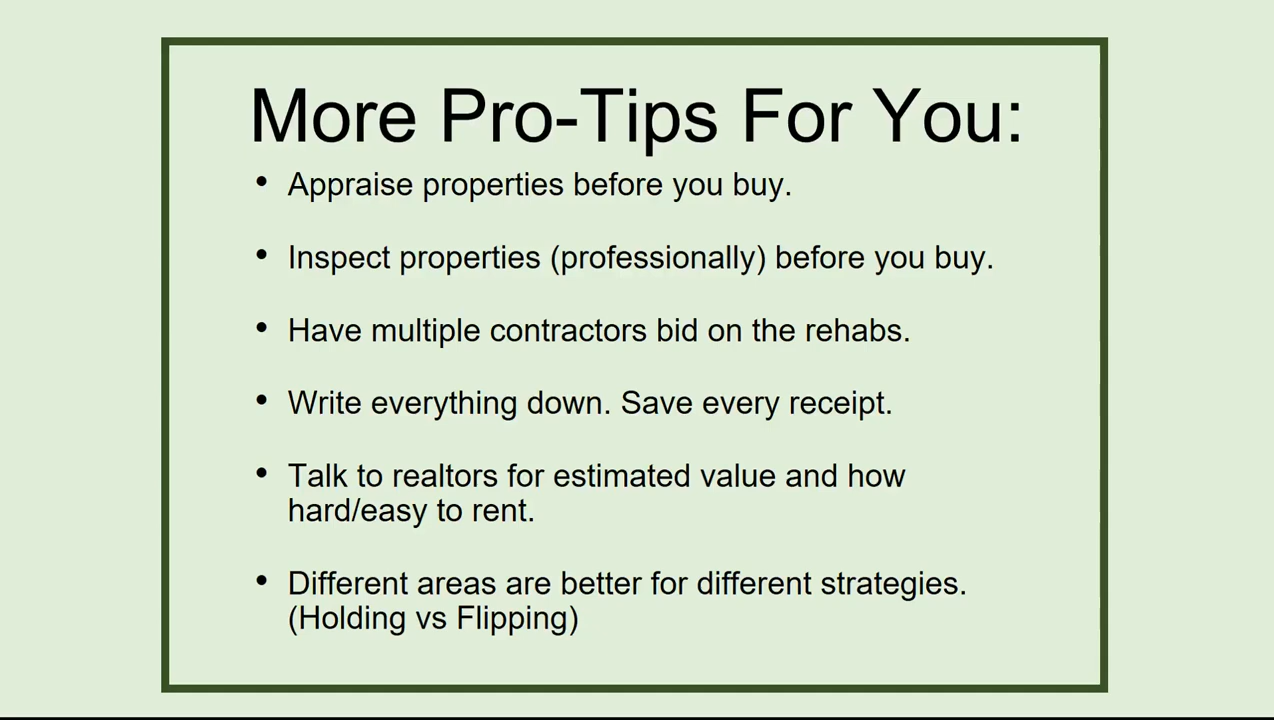 More Pro-Tips For You:
• Appraise properties before you buy.
• Inspect properties (professionally) before you buy.
• Have multiple contractors bid on the rehabs.
• Write everything down. Save every receipt.
• Talk to realtors for estimated value and how
hard/easy to rent.
• Different areas are better for different strategies.
(Holding vs Flipping)